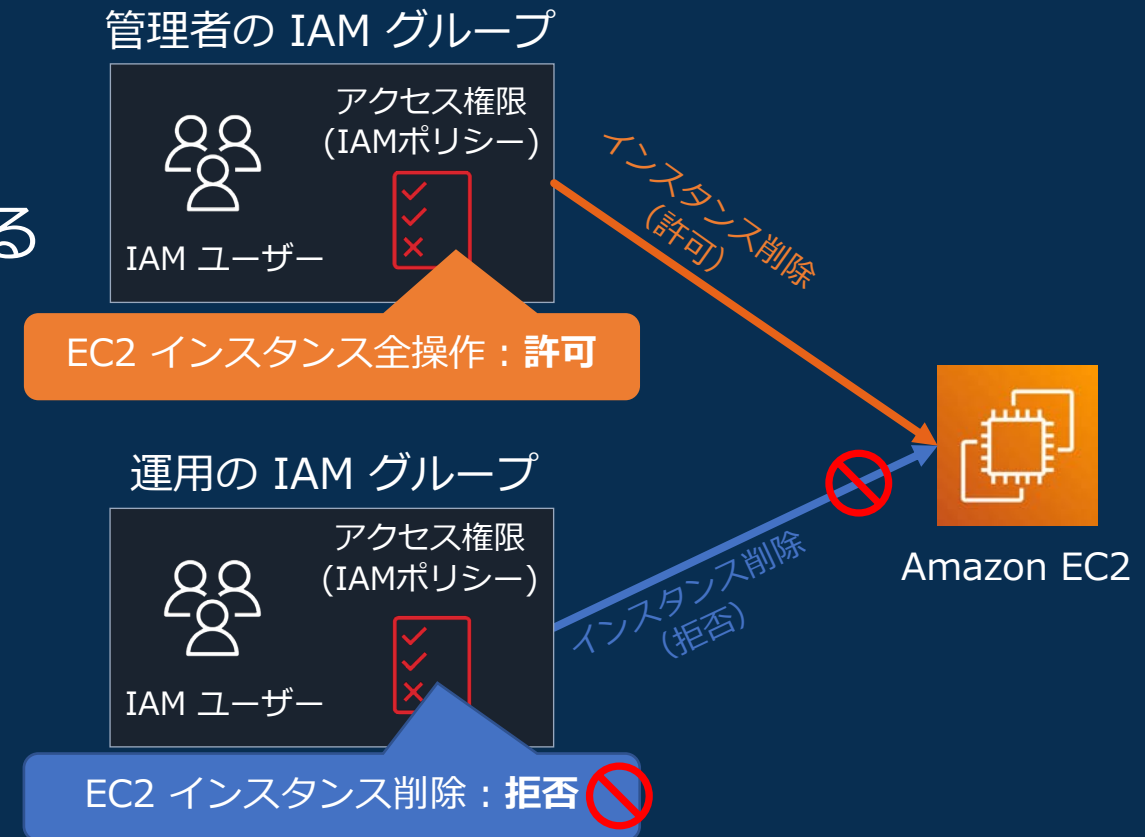 管理者の IAM グループ
アクセス権限
(IAMポリシー)
IAM ユーザー
る
EC2 インスタンス全操作：許可
インスタンス削除
(許可)
運用の IAM グループ
アクセス権限
(IAMポリシー)
IAM ユーザー
EC2 インスタンス削除：拒否
インスタンス削除
(拒否)
Amazon EC2